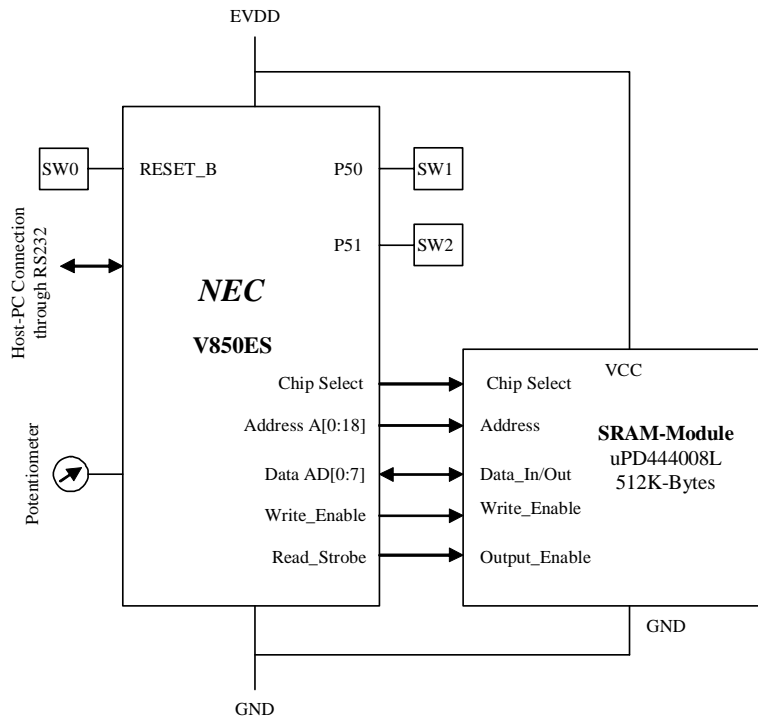 EVDD
SW0
RESET_B
P50
SW1
P51
SW2
Host-PC Connection
through RS232
NEC
V850ES
Chip Select
Address A[0:18]
Data AD[0:7]
Write_Enable
Read_Strobe
Potentiometer
VCC
Chip Select
Address
Data_In/Out
Write_Enable
Output_Enable
SRAM-Module
uPD444008L
512K-Bytes
GND
GND